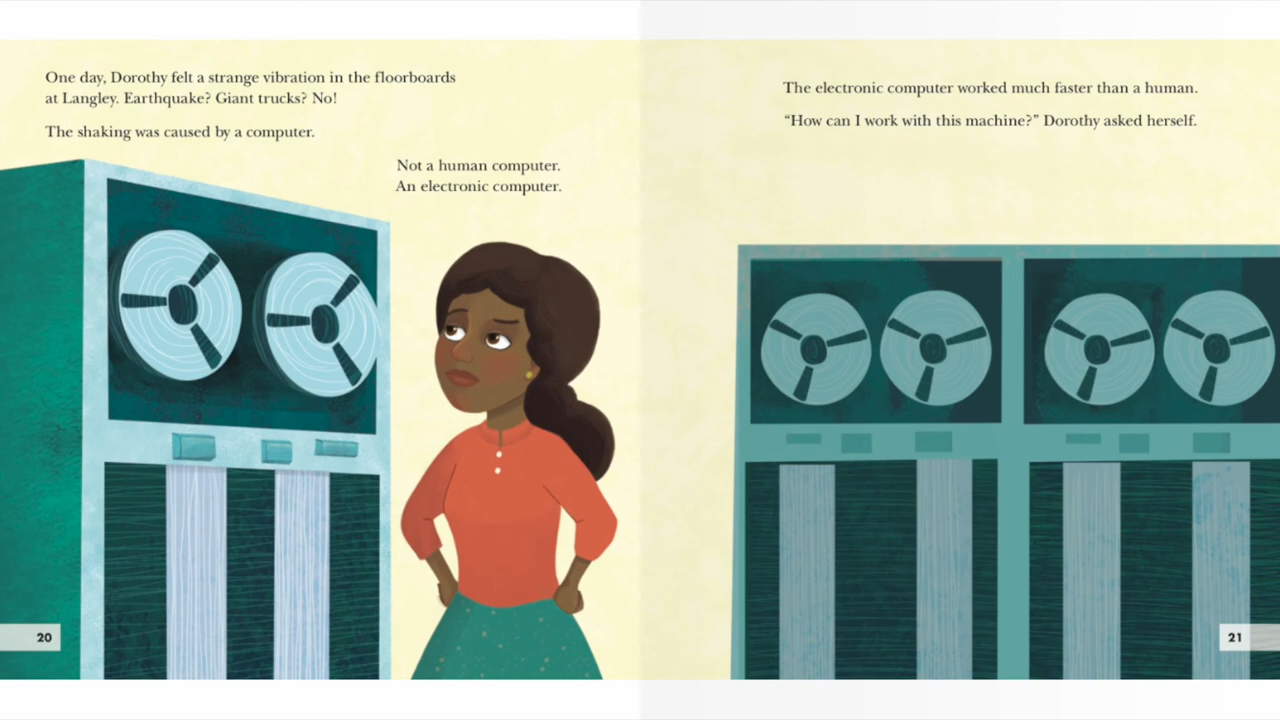 One day, Dorothy felt a strange vibration in the floorboards
at Langley. Earthquake? Giant trucks? No!
The shaking was caused by a computer.
Not a human computer.
An electronic computer.
20
The electronic computer worked much faster than a human.
“How can I work with this machine?” Dorothy asked herself.
21